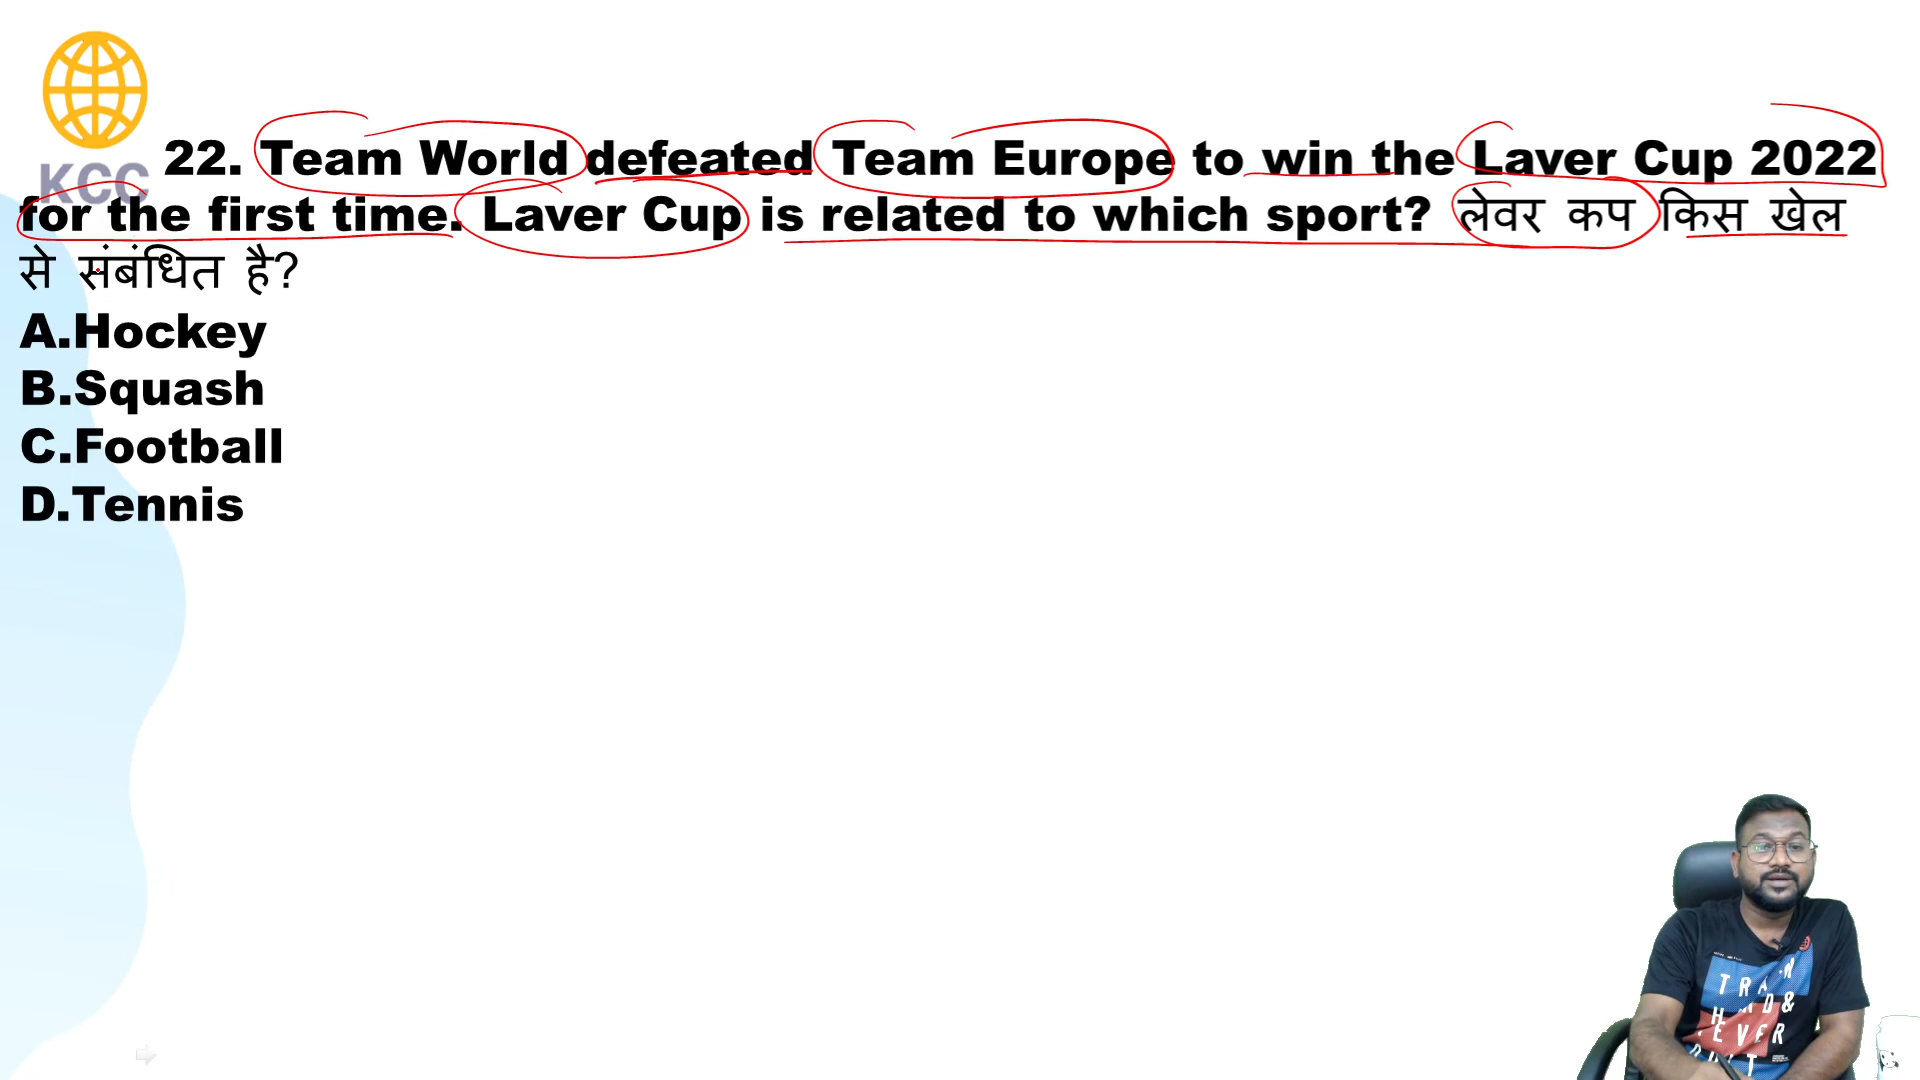 KCC
22. Team World defeated Team Europe to win the Laver Cup 2022
for the first time. Laver Cup is related to which sport? लेवर कप किस खेल
से संबंधित है?
A.Hockey
B.Squash
C.Football
D.Tennis